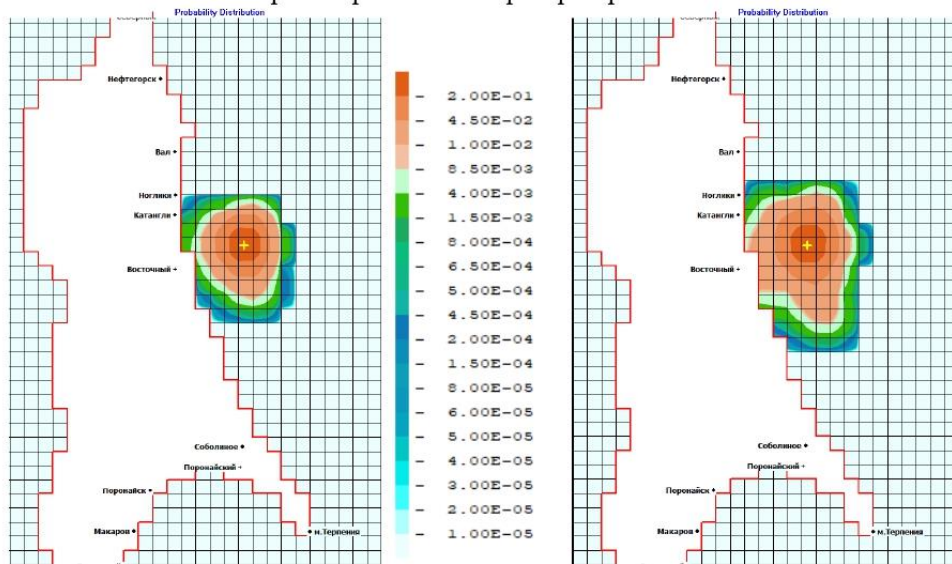 Probability Distribution
Нефтегорск
Вал
Ноглики
Катангли
Восточный
Соболиное
Поронайский
Поронайск
Макаров
м.Терпения
2.00E-01
4.50E-02
1.00E-02
8.50E-03
4.00E-03
1.50E-03
8.00E-04
6.50E-04
5.00E-04
4.50E-04
2.00E-04
1.50E-04
8.00E-05
6.00E-05
5.00E-05
4.00E-05
3.00E-05
2.00E-05
1.00E-05
Probability Distribution
Нефтегорск
Вал
Ноглики
Катангли
Восточный
Соболиное
Поронайский
Поронайск
Макаров
м.Терпения